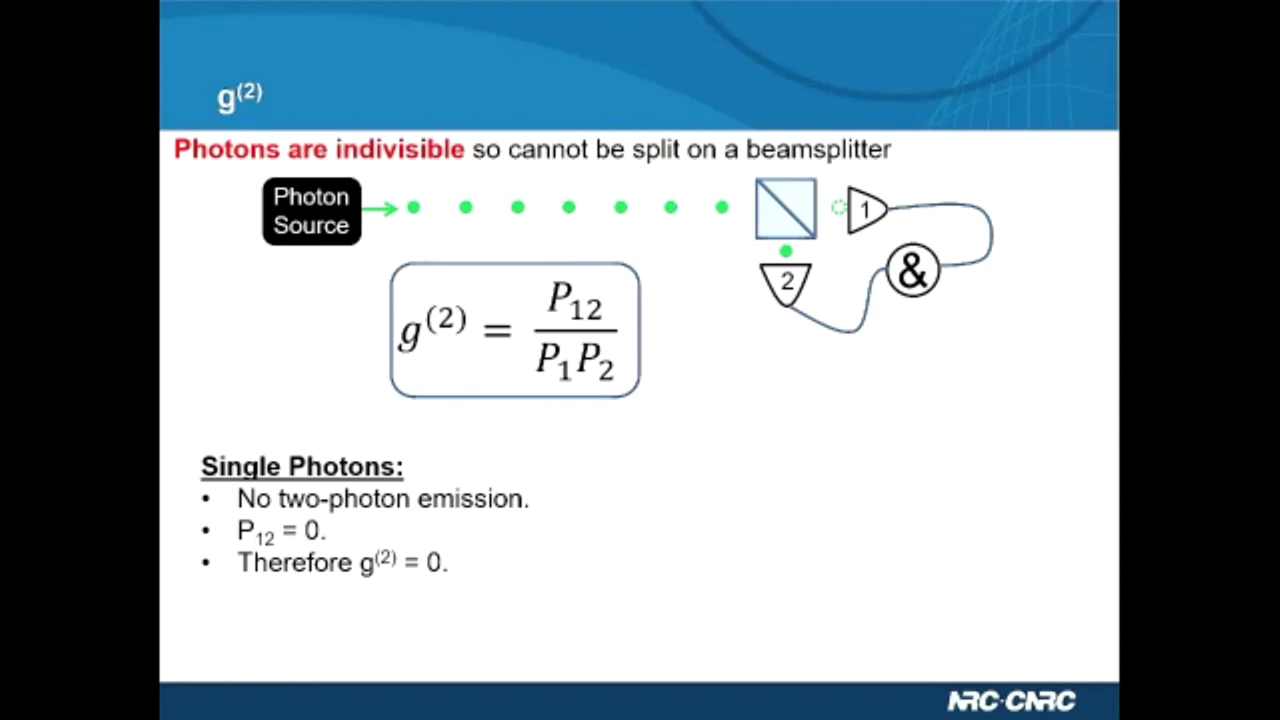 g⁽²⁾
Photons are indivisible so cannot be split on a beamsplitter
Photon
Source
1
2
&
g⁽²⁾ = P₁₂ / P₁P₂
Single Photons:
• No two-photon emission.
• P₁₂ = 0.
• Therefore g⁽²⁾ = 0.
NRC·CNRC